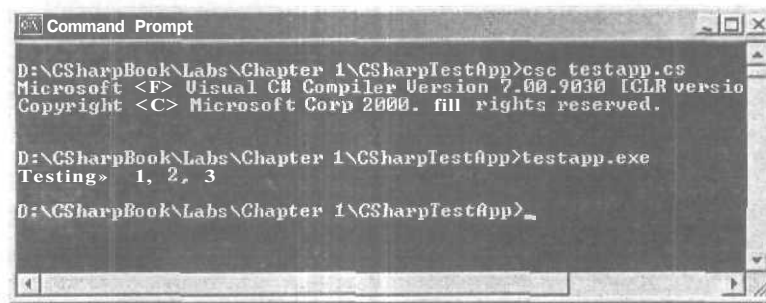 Command Prompt
D:\CSharpBook\Labs\Chapter 1\CSharpTestApp>csc testapp.cs
Microsoft <F> Visual C# Compiler Version 7.00.9030 [CLR versio
Copyright <C> Microsoft Corp 2000. fill rights reserved.
D:\CSharpBook\Labs\Chapter 1\CSharpTestApp>testapp.exe
Testing» 1, 2, 3
D:\CSharpBook\Labs\Chapter 1\CSharpTestApp>_